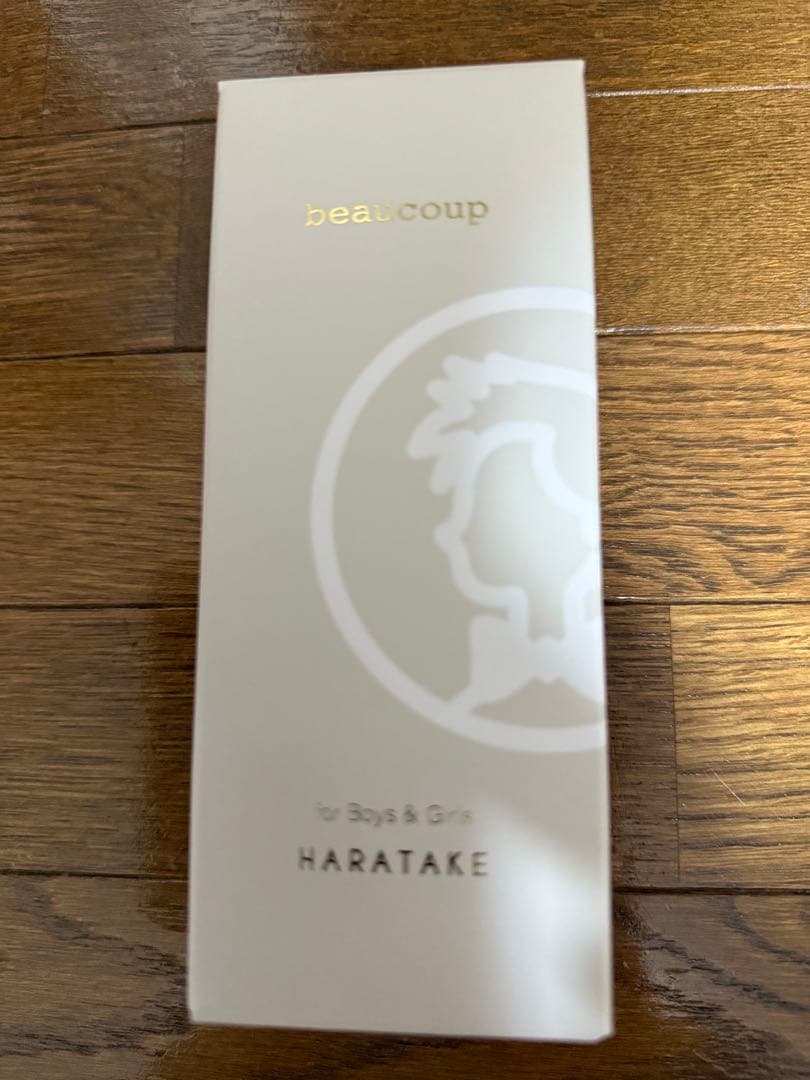 beaucoup
for Boys & Girls
HARATAKE